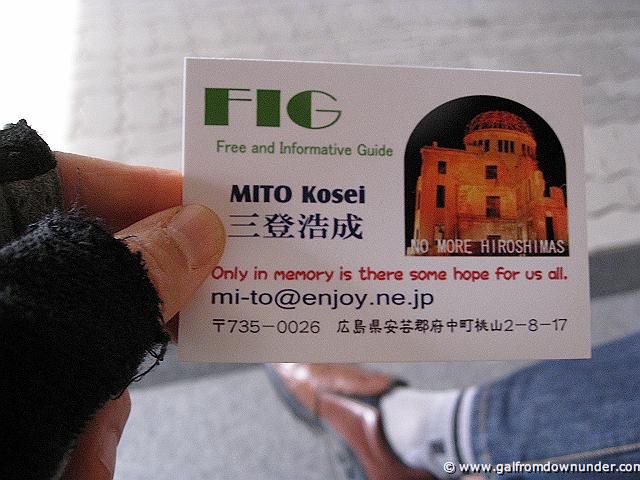 FIG
Free and Informative Guide
MITO Kosei
三登浩成
NO MORE HIROSHIMAS
Only in memory is there some hope for us all.
mi-to@enjoy.ne.jp
〒735-0026 広島県安芸郡府中町桃山2-8-17
© www.galfromdownunder.com